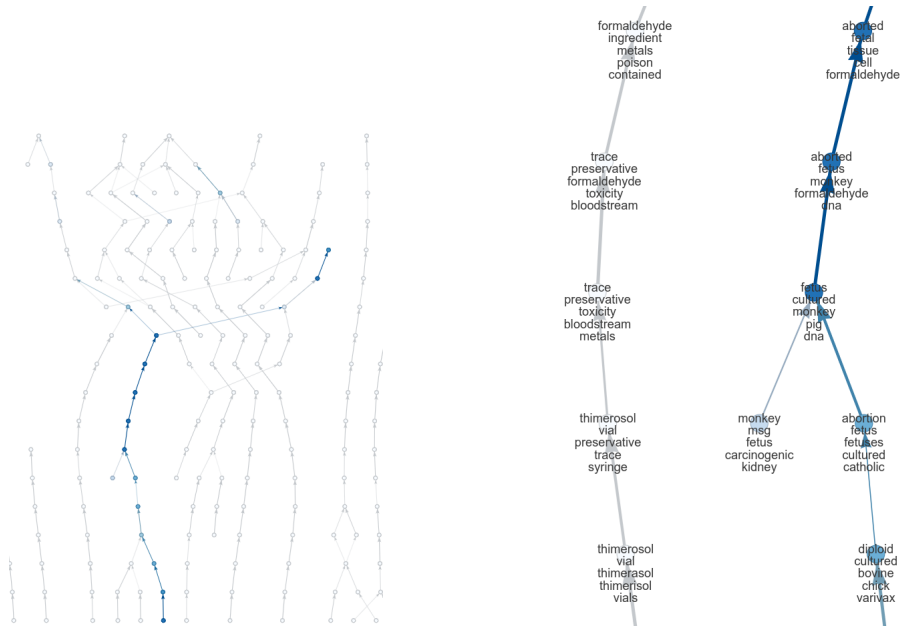 formaldehyde
ingredient
metals
poison
contained
trace
preservative
formaldehyde
toxicity
bloodstream
trace
preservative
toxicity
bloodstream
metals
thimerosol
vial
preservative
trace
syringe
thimerosol
vial
thimerasol
thimerisol
vials
aborted
fetal
tissue
cell
formaldehyde
aborted
fetus
monkey
formaldehyde
dna
fetus
cultured
monkey
pig
dna
monkey
msg
fetus
carcinogenic
kidney
abortion
fetus
fetuses
cultured
catholic
diploid
cultured
bovine
chick
varivax